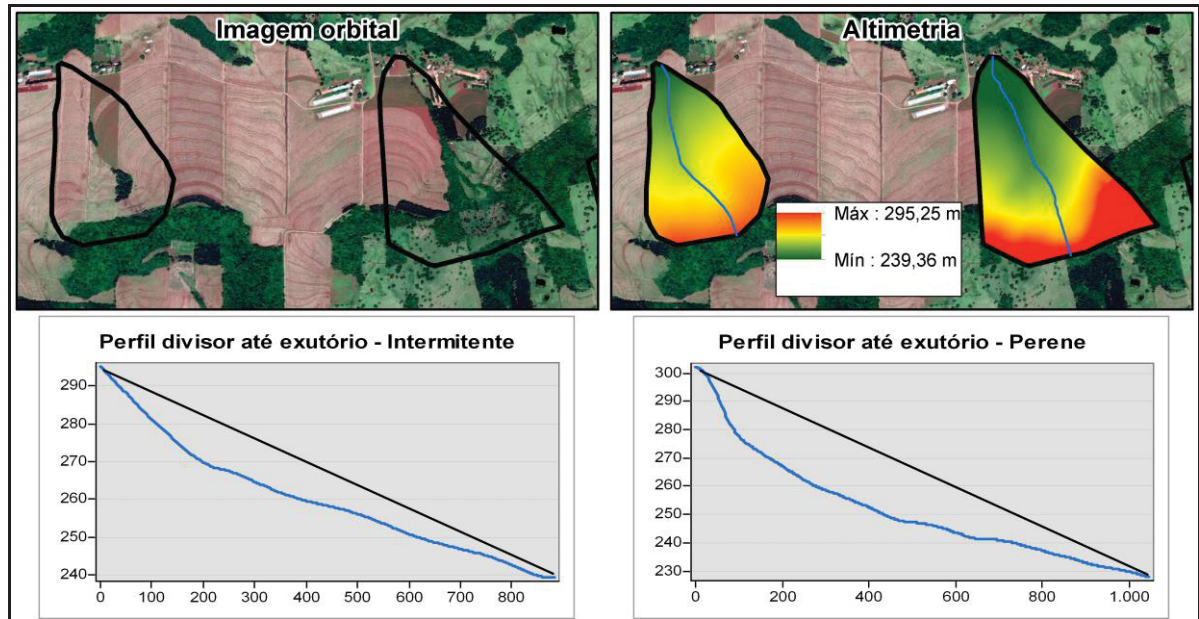 Imagem orbital
Altimetria
Máx : 295,25 m
Mín : 239,36 m
Perfil divisor até exutório - Intermitente
290
280
270
260
250
240
0 100 200 300 400 500 600 700 800
Perfil divisor até exutório - Perene
300
290
280
270
260
250
240
230
0 200 400 600 800 1.000